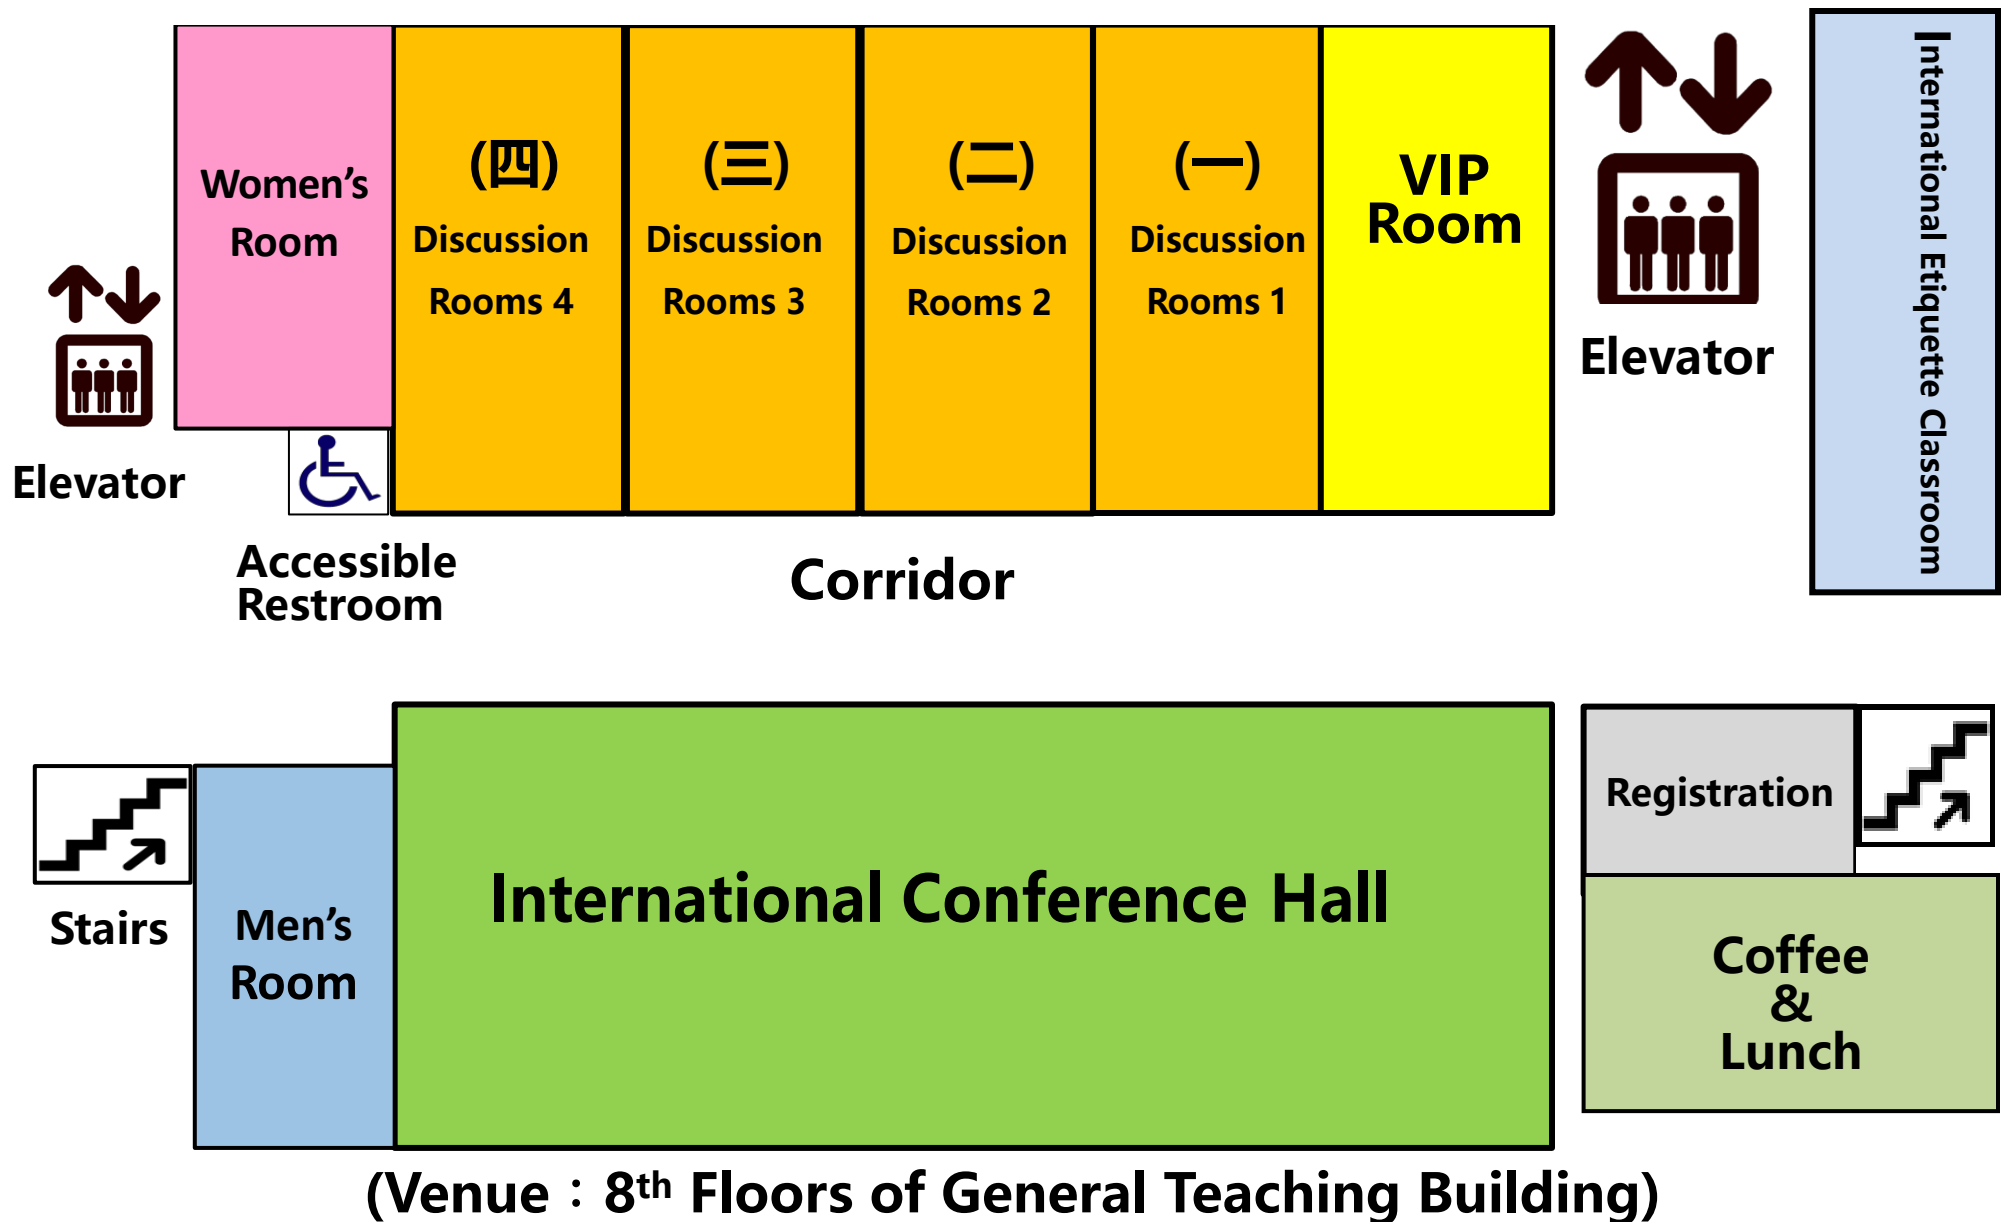 Women's
Room
(四)
Discussion
Rooms 4
(三)
Discussion
Rooms 3
(二)
Discussion
Rooms 2
(一)
Discussion
Rooms 1
VIP
Room
Elevator
International Etiquette Classroom
Elevator
Accessible
Restroom
Corridor
Stairs
Men's
Room
International Conference Hall
Registration
Coffee
&
Lunch
(Venue：8th Floors of General Teaching Building)